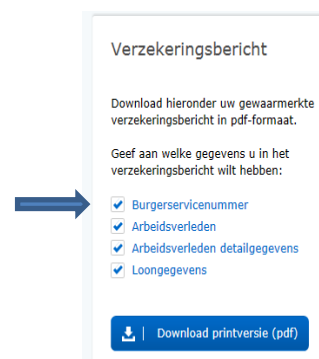 Verzekeringsbericht
Download hieronder uw gewaarmerkte
verzekeringsbericht in pdf-formaat.
Geef aan welke gegevens u in het
verzekeringsbericht wilt hebben:
Burgerservicenummer
Arbeidsverleden
Arbeidsverleden detailgegevens
Loongegevens
Download printversie (pdf)